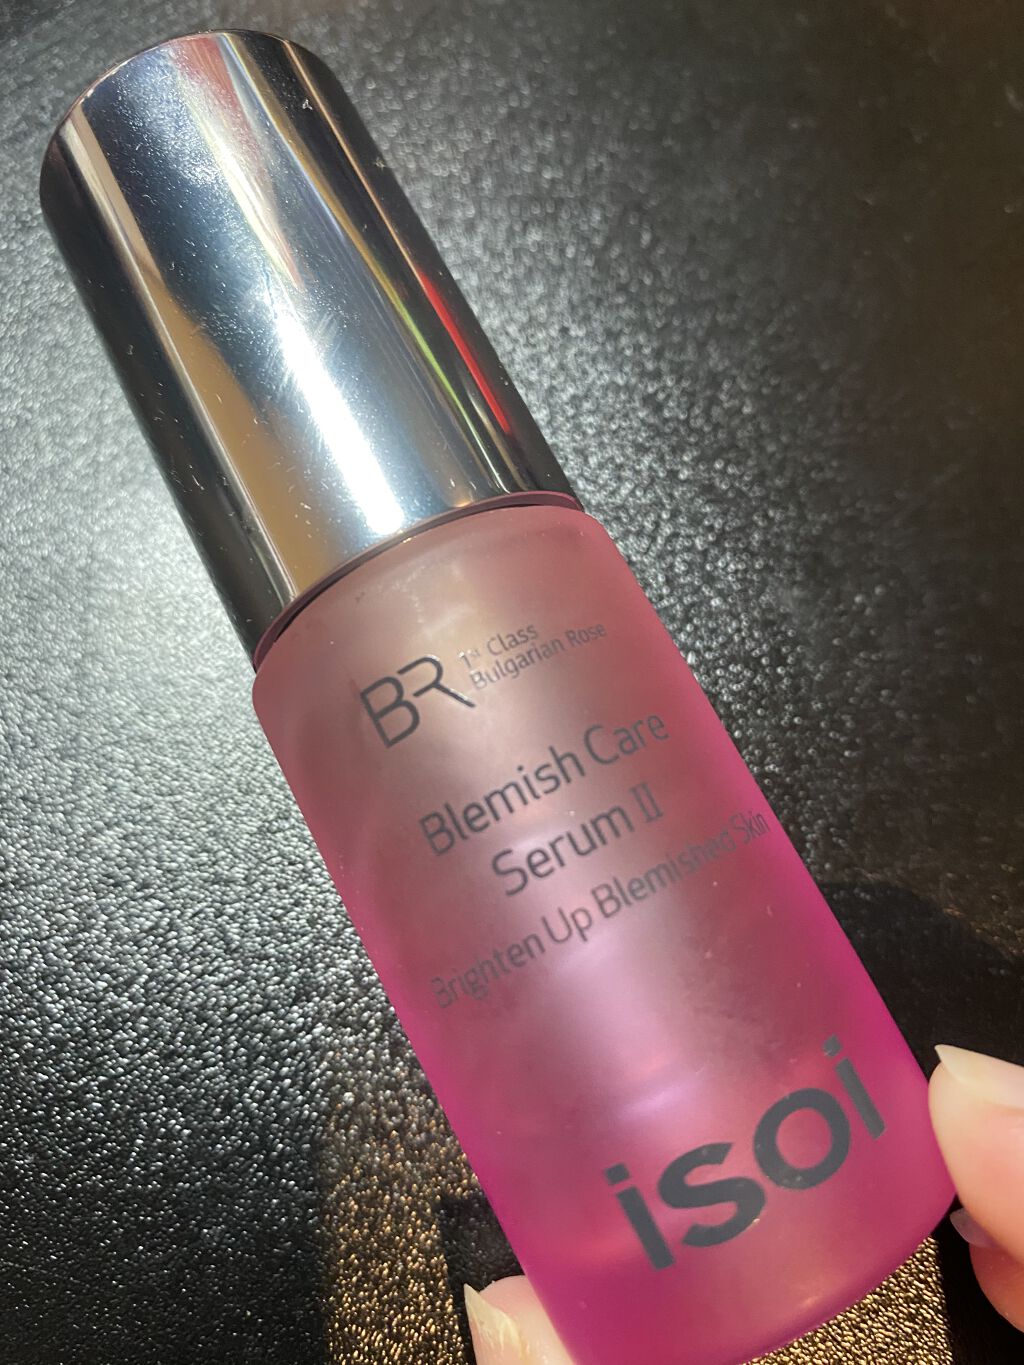 BR 1st Class
Bulgarian Rose
Blemish Care
Serum II
Brighten Up Blemished Skin
isoi